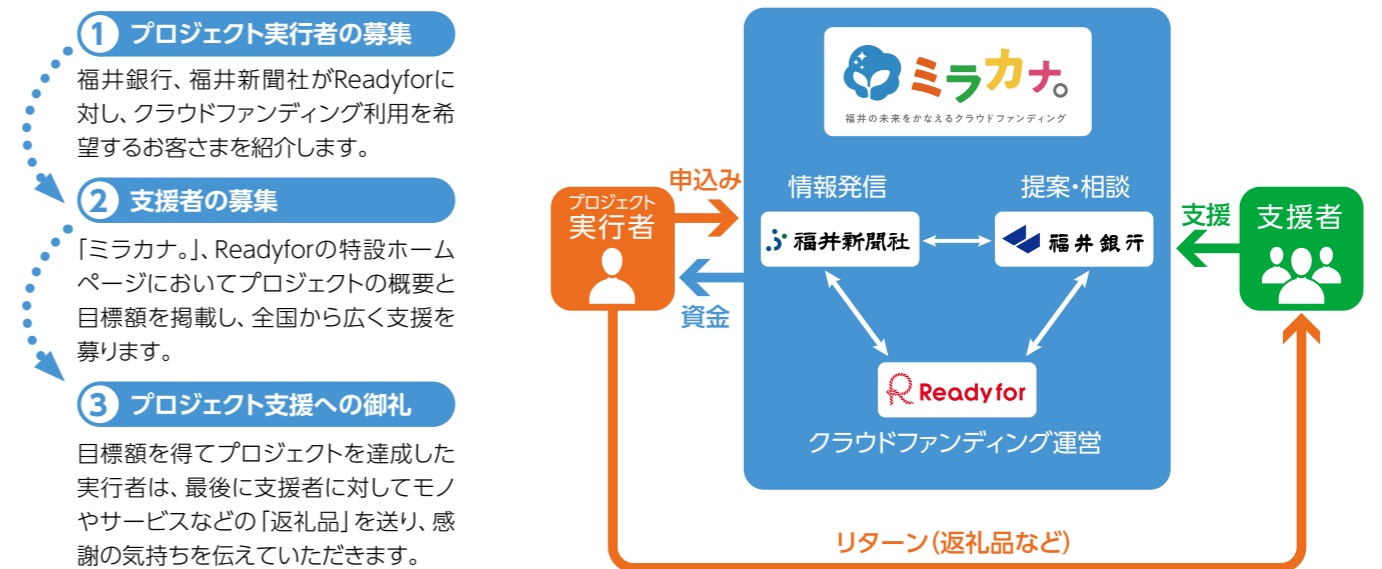 1 プロジェクト実行者の募集
福井銀行、福井新聞社がReadyforに
対し、クラウドファンディング利用を希
望するお客さまを紹介します。
2 支援者の募集
「ミラカナ。」、Readyforの特設ホーム
ページにおいてプロジェクトの概要と
目標額を掲載し、全国から広く支援を
募ります。
3 プロジェクト支援への御礼
目標額を得てプロジェクトを達成した
実行者は、最後に支援者に対してモノ
やサービスなどの「返礼品」を送り、感
謝の気持ちを伝えていただきます。
ミラカナ。
福井の未来をかなえるクラウドファンディング
プロジェクト
実行者
申込み
資金
情報発信
福井新聞社
提案・相談
福井銀行
Readyfor
クラウドファンディング運営
支援
支援者
リターン(返礼品など)